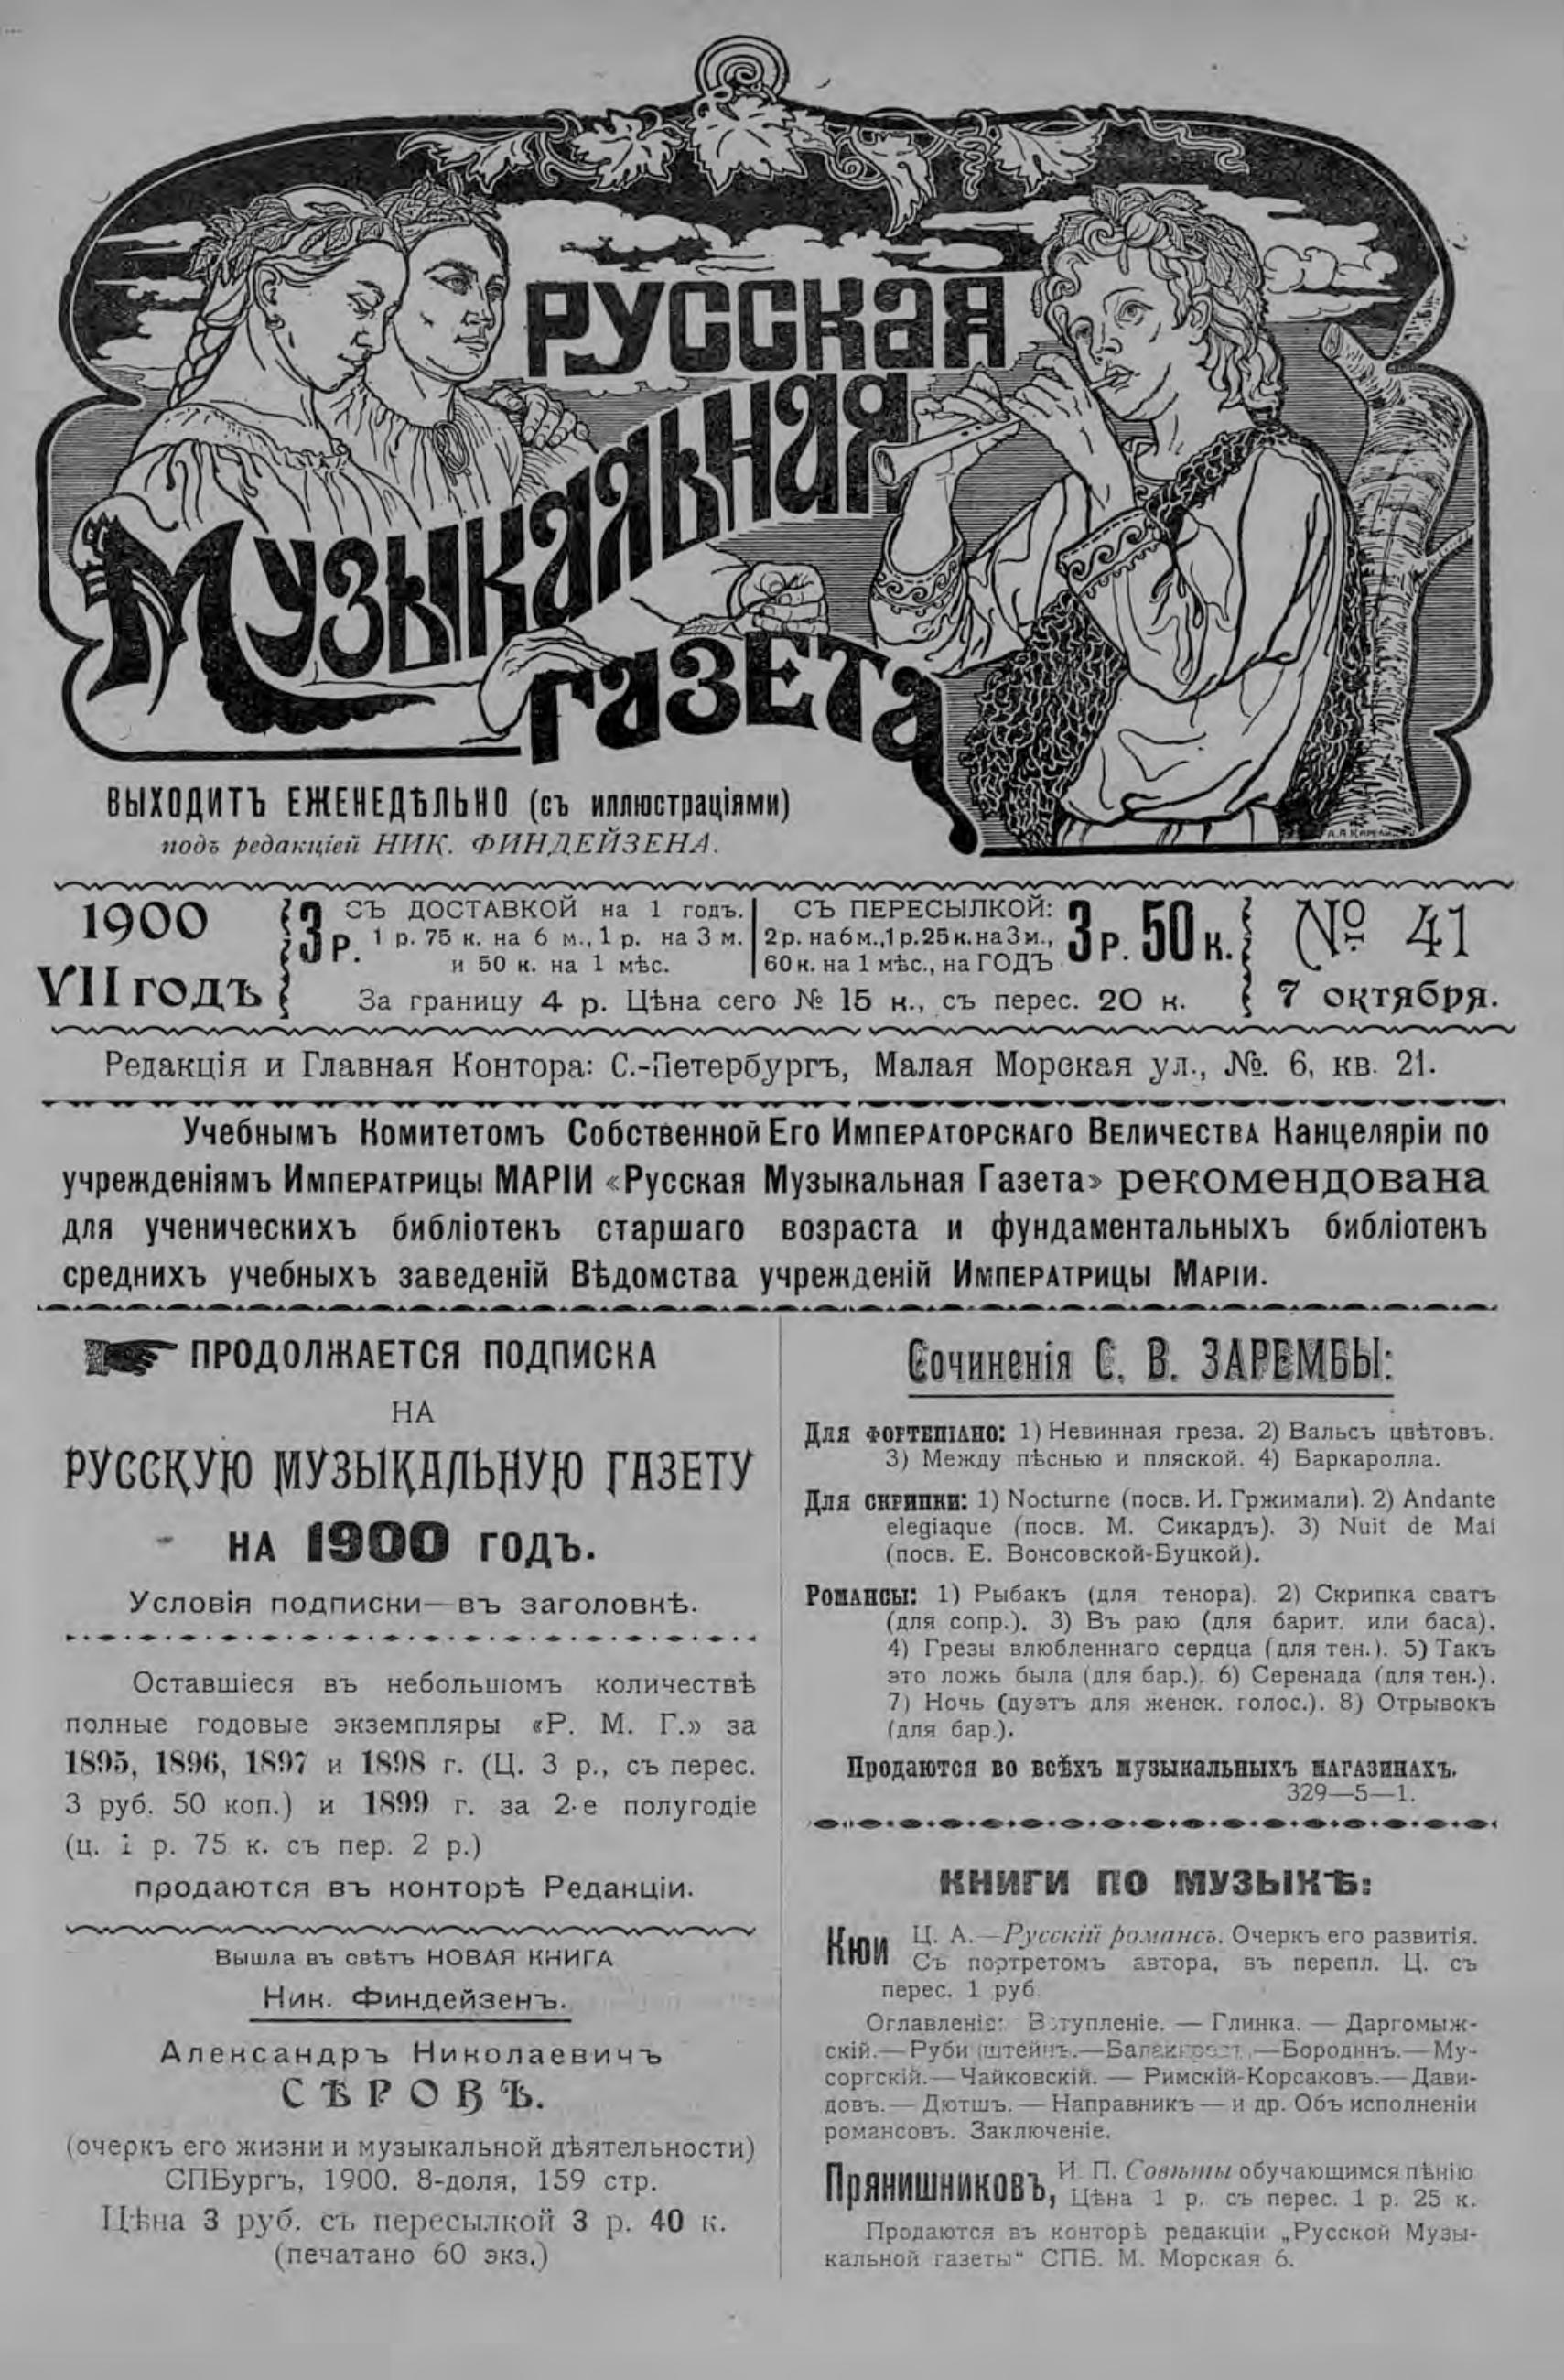 РУССКАЯ
МУЗЫКАЛЬНАЯ
ГАЗЕТА
ВЫХОДИТЪ ЕЖЕНЕДѢЛЬНО (съ иллюстраціями)
подъ редакціей НИК. ФИНДЕЙЗЕНА.
1900
VII годъ
3 р. СЪ ДОСТАВКОЙ на 1 годъ.
1 р. 75 к. на 6 м., 1 р. на 3 м.
и 50 к. на 1 мѣс.
СЪ ПЕРЕСЫЛКОЙ:
2 р. на 6 м., 1 р. 25 к. на 3 м.,
60 к. на 1 мѣс., на ГОДЪ
3 р. 50 к.
За границу 4 р. Цѣна сего № 15 к., съ перес. 20 к.
№ 41
7 октября.
Редакція и Главная Контора: С.-Петербургъ, Малая Морская ул., №. 6, кв. 21.
Учебнымъ Комитетомъ Собственной Его Императорскаго Величества Канцеляріи по
учрежденіямъ Императрицы МАРІИ «Русская Музыкальная Газета» рекомендована
для ученическихъ библіотекъ старшаго возраста и фундаментальныхъ библіотекъ
среднихъ учебныхъ заведеній Вѣдомства учрежденій Императрицы Маріи.
ПРОДОЛЖАЕТСЯ ПОДПИСКА
НА
РУССКУЮ МУЗЫКАЛЬНУЮ ГАЗЕТУ
НА 1900 ГОДЪ.
Условія подписки—въ заголовкѣ.
Оставшіеся въ небольшомъ количествѣ
полные годовые экземпляры «Р. М. Г.» за
1895, 1896, 1897 и 1898 г. (Ц. 3 р., съ перес.
3 руб. 50 коп.) и 1899 г. за 2-е полугодіе
(ц. 1 р. 75 к. съ пер. 2 р.)
продаются въ конторѣ Редакціи.
Вышла въ свѣтъ НОВАЯ КНИГА
Ник. Финдейзенъ.
Александръ Николаевичъ
СѢРОВЪ.
(очеркъ его жизни и музыкальной дѣятельности)
СПБургъ, 1900. 8-доля, 159 стр.
Цѣна 3 руб. съ пересылкой 3 р. 40 к.
(печатано 60 экз.)
Сочиненія С. В. ЗАРЕМБЫ:
Для фортепіано: 1) Невинная греза. 2) Вальсъ цвѣтовъ.
3) Между пѣснью и пляской. 4) Баркаролла.
Для скрипки: 1) Nocturne (посв. И. Гржимали). 2) Andante
elegiaque (посв. М. Сикардъ). 3) Nuit de Mai
(посв. Е. Вонсовской-Буцкой).
Романсы: 1) Рыбакъ (для тенора). 2) Скрипка сватъ
(для сопр.). 3) Въ раю (для барит. или баса).
4) Грезы влюбленнаго сердца (для тен.). 5) Такъ
это ложь была (для бар.). 6) Серенада (для тен.).
7) Ночь (дуэтъ для женск. голос.). 8) Отрывокъ
(для бар.).
Продаются во всѣхъ музыкальныхъ магазинахъ.
329—5—1.
КНИГИ ПО МУЗЫКѢ:
Кюи Ц. А.—Русскій романсъ. Очеркъ его развитія.
Съ портретомъ автора, въ перепл. Ц. съ
перес. 1 руб.
Оглавленіе: Вступленіе. — Глинка. — Даргомыж-
скій.— Рубинштейнъ.—Балакиревъ.—Бородинъ.—Му-
соргскій.—Чайковскій. — Римскій-Корсаковъ.—Дави-
довъ.— Дютшъ. — Направникъ — и др. Объ исполненіи
романсовъ. Заключеніе.
Прянишниковъ, И. П. Совѣты обучающимся пѣнію
Цѣна 1 р. съ перес. 1 р. 25 к.
Продаются въ конторѣ редакціи „Русской Музы-
кальной газеты“ СПБ. М. Морская 6.